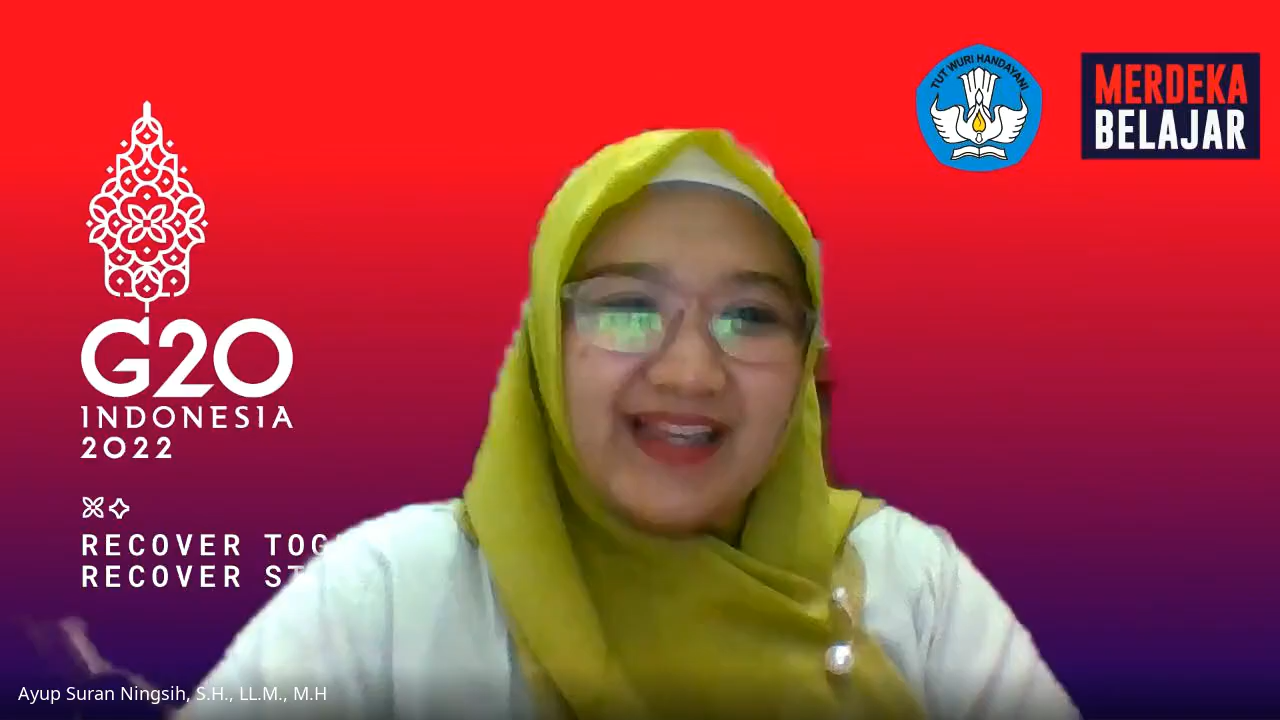 TUT WURI HANDAYANI
MERDEKA
BELAJAR
G20
INDONESIA
2022
RECOVER TOG
RECOVER ST
Ayup Suran Ningsih, S.H., LL.M., M.H